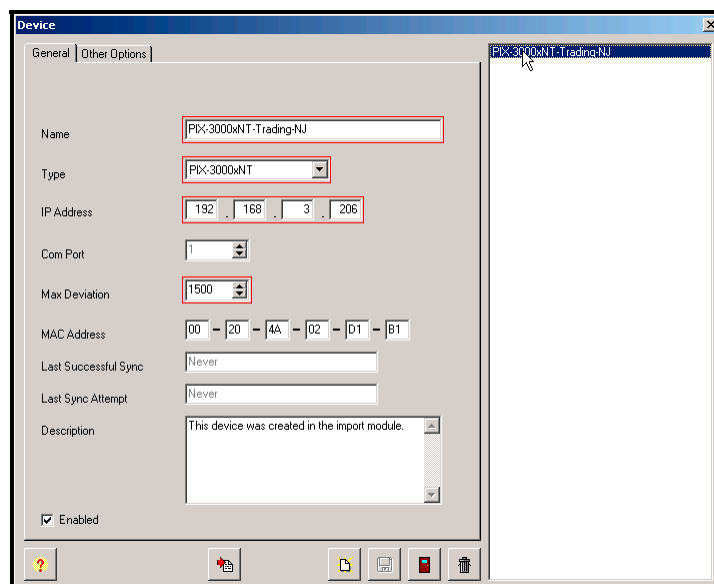 Device
General Other Options
PIX-3000xNT-Trading-NJ
Name PIX-3000xNT-Trading-NJ
Type PIX-3000xNT
IP Address 192 . 168 . 3 . 206
Com Port 1
Max Deviation 1500
MAC Address 00 - 20 - 4A - 02 - D1 - B1
Last Successful Sync Never
Last Sync Attempt Never
Description This device was created in the import module.
Enabled
?